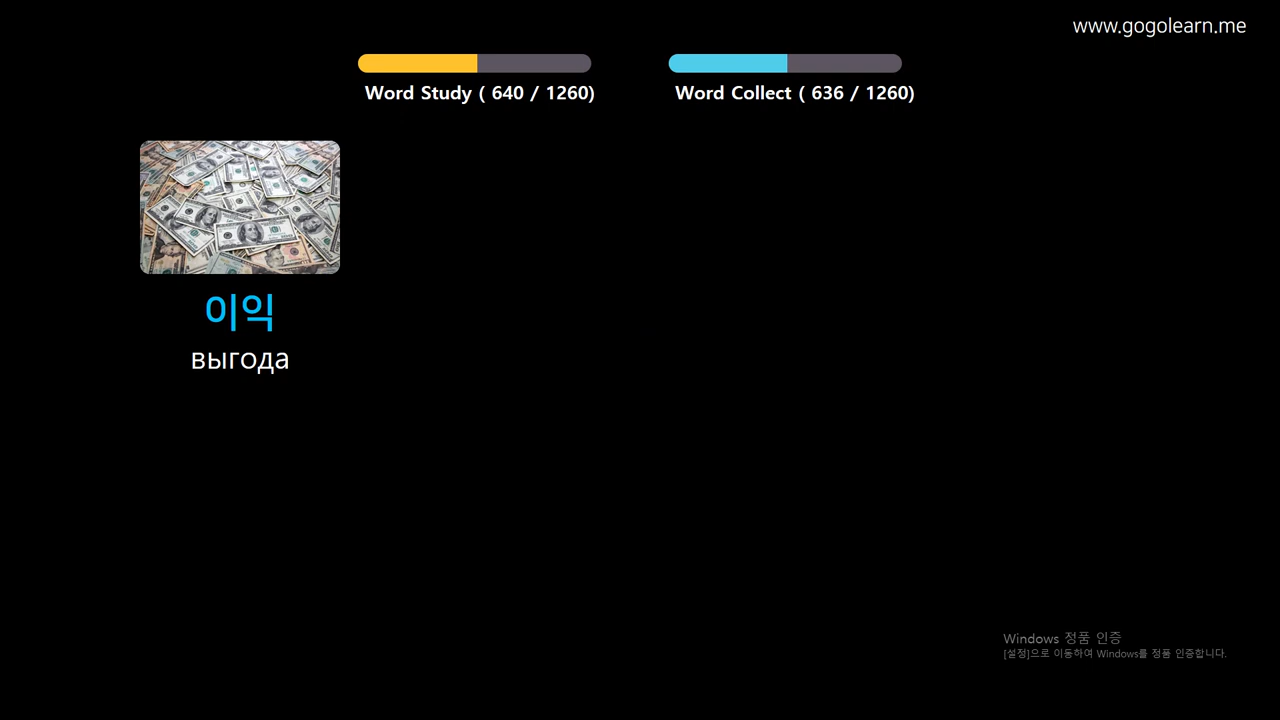 www.gogolearn.me
Word Study ( 640 / 1260)
Word Collect ( 636 / 1260)
이익
выгода
Windows 정품 인증
[설정]으로 이동하여 Windows를 정품 인증합니다.